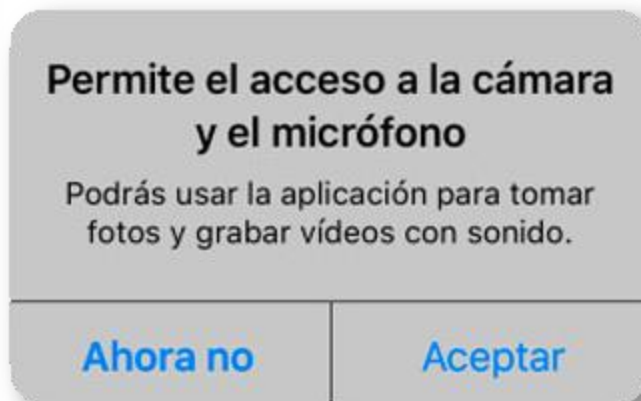 Permite el acceso a la cámara
y el micrófono
Podrás usar la aplicación para tomar
fotos y grabar vídeos con sonido.
Ahora no
Aceptar